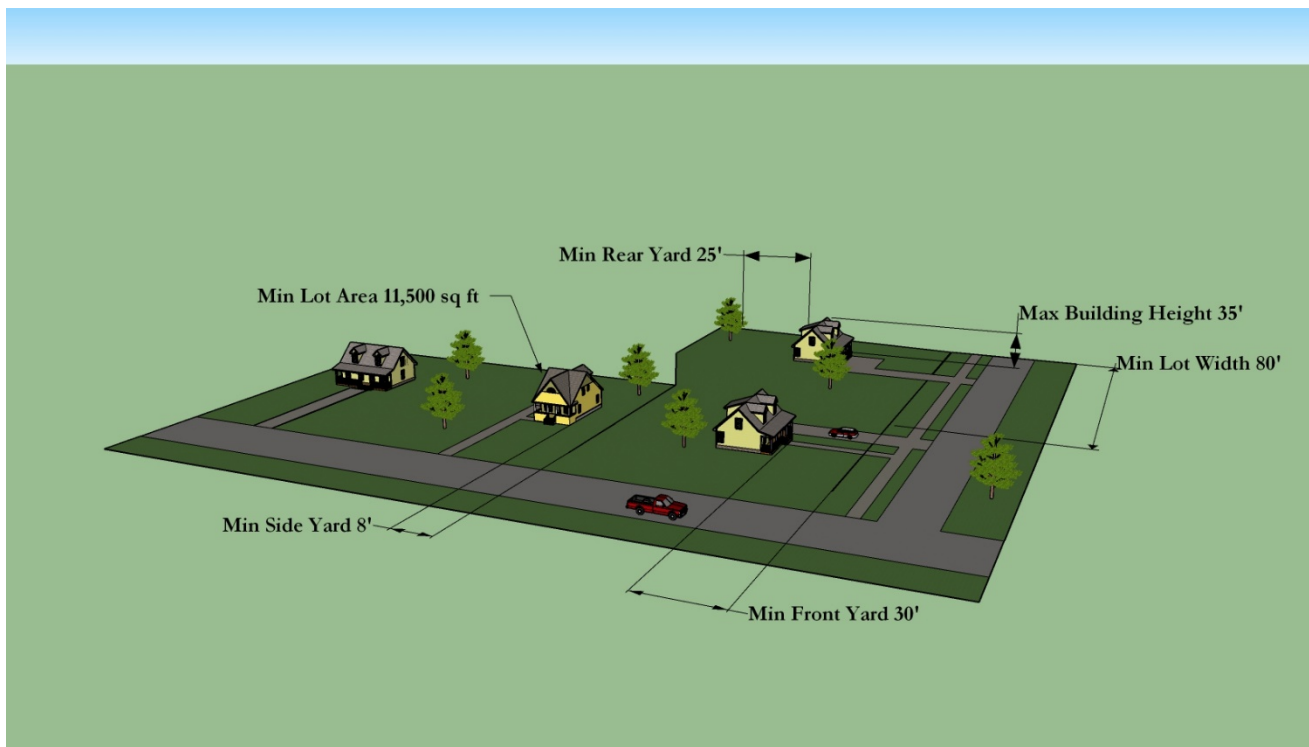 Min Rear Yard 25'
Min Lot Area 11,500 sq ft
Max Building Height 35'
Min Lot Width 80'
Min Side Yard 8'
Min Front Yard 30'